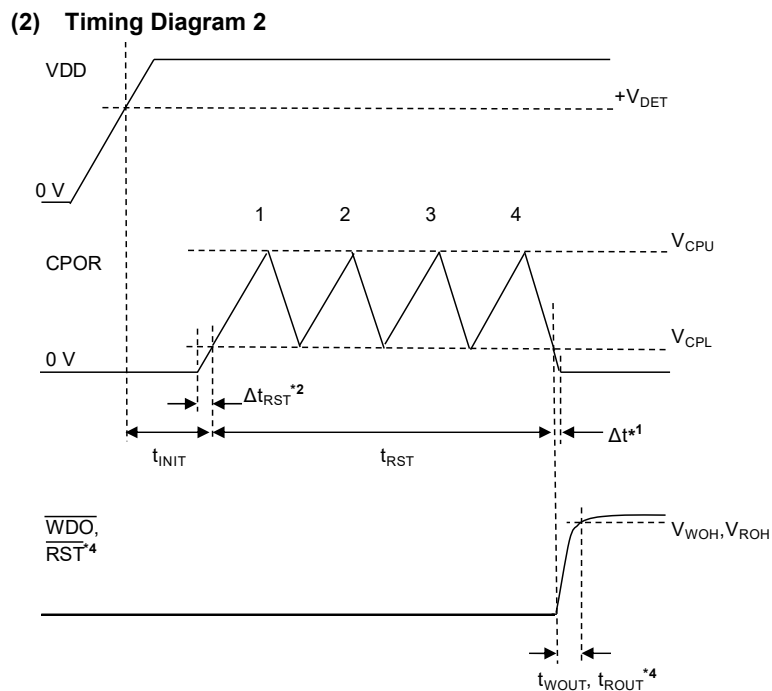 (2) Timing Diagram 2
VDD
+VDET
0 V
1 2 3 4
VCPU
CPOR
VCPL
0 V
ΔtRST*2
Δt*1
tINIT
tRST
WDO,
RST*4
VWOH,VROH
tWOUT, tROUT*4